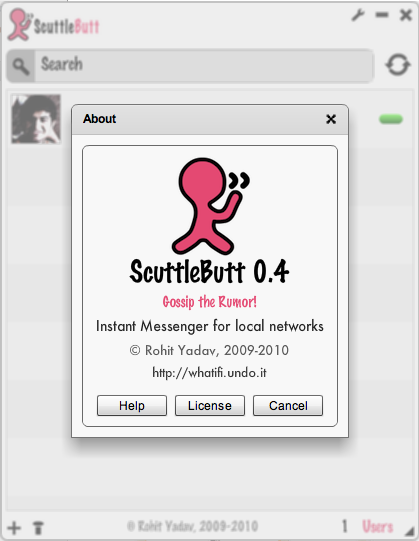 ScuttleButt
Search
About
ScuttleButt 0.4
Gossip the Rumor!
Instant Messenger for local networks
© Rohit Yadav, 2009-2010
http://whatifi.undo.it
Help License Cancel
© Rohit Yadav, 2009-2010
1 Users